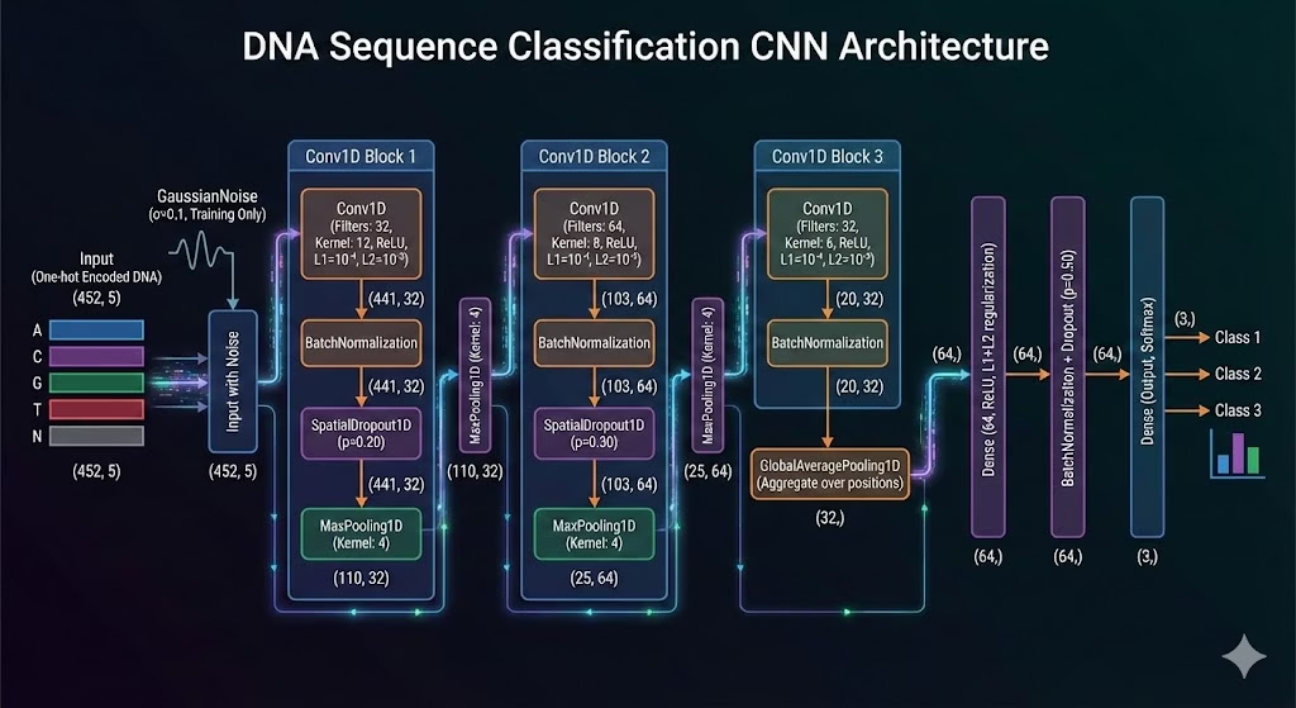 DNA Sequence Classification CNN Architecture
GaussianNoise
(σ=0.1, Training Only)
Input
(One-hot Encoded DNA)
(452, 5)
A
C
G
T
N
(452, 5)
Input with Noise
(452, 5)
Conv1D Block 1
Conv1D
(Filters: 32,
Kernel: 12, ReLU,
L1=10⁻⁴, L2=10⁻³)
(441, 32)
BatchNormalization
(441, 32)
SpatialDropout1D
(p=0.20)
(441, 32)
MasPooling1D
(Kernel: 4)
(110, 32)
MaxPooling1D (Kernel: 4)
(110, 32)
Conv1D Block 2
Conv1D
(Filters: 64,
Kernel: 8, ReLU,
L1=10⁻⁴, L2=10⁻⁵)
(103, 64)
BatchNormalization
(103, 64)
SpatialDropout1D
(p=0.30)
(103, 64)
MaxPooling1D
(Kernel: 4)
(25, 64)
MaxPooling1D (Kernel: 4)
(25, 64)
Conv1D Block 3
Conv1D
(Filters: 32,
Kernel: 6, ReLU,
L1=10⁻⁴, L2=10⁻³)
(20, 32)
BatchNormalization
(20, 32)
GlobalAveragePooling1D
(Aggregate over positions)
(32,)
(64,)
Dense (64, ReLU, L1+L2 regularization)
(64,)
(64,)
BatchNormalization + Dropout (p=0.50)
(64,)
(64,)
Dense (Output, Softmax)
(3,)
(3,)
Class 1
Class 2
Class 3